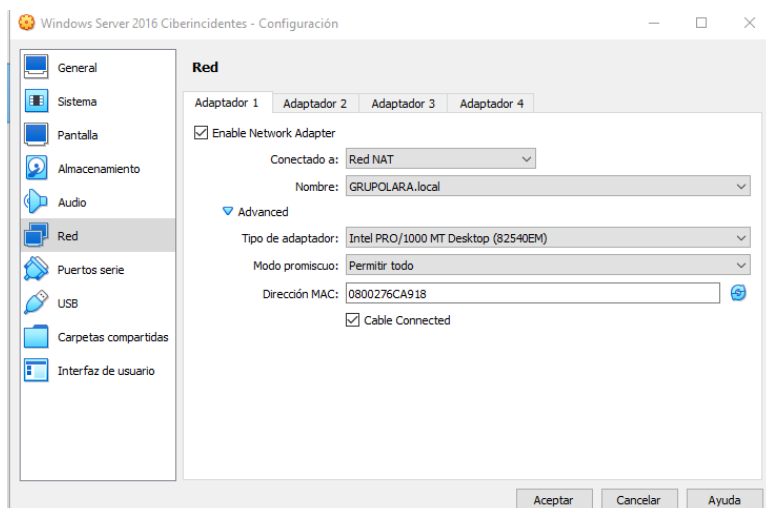 Windows Server 2016 Ciberincidentes - Configuración
General
Sistema
Pantalla
Almacenamiento
Audio
Red
Puertos serie
USB
Carpetas compartidas
Interfaz de usuario
Red
Adaptador 1 Adaptador 2 Adaptador 3 Adaptador 4
Enable Network Adapter
Conectado a: Red NAT
Nombre: GRUPOLARA.local
Advanced
Tipo de adaptador: Intel PRO/1000 MT Desktop (82540EM)
Modo promiscuo: Permitir todo
Dirección MAC: 0800276CA918
Cable Connected
Aceptar Cancelar Ayuda